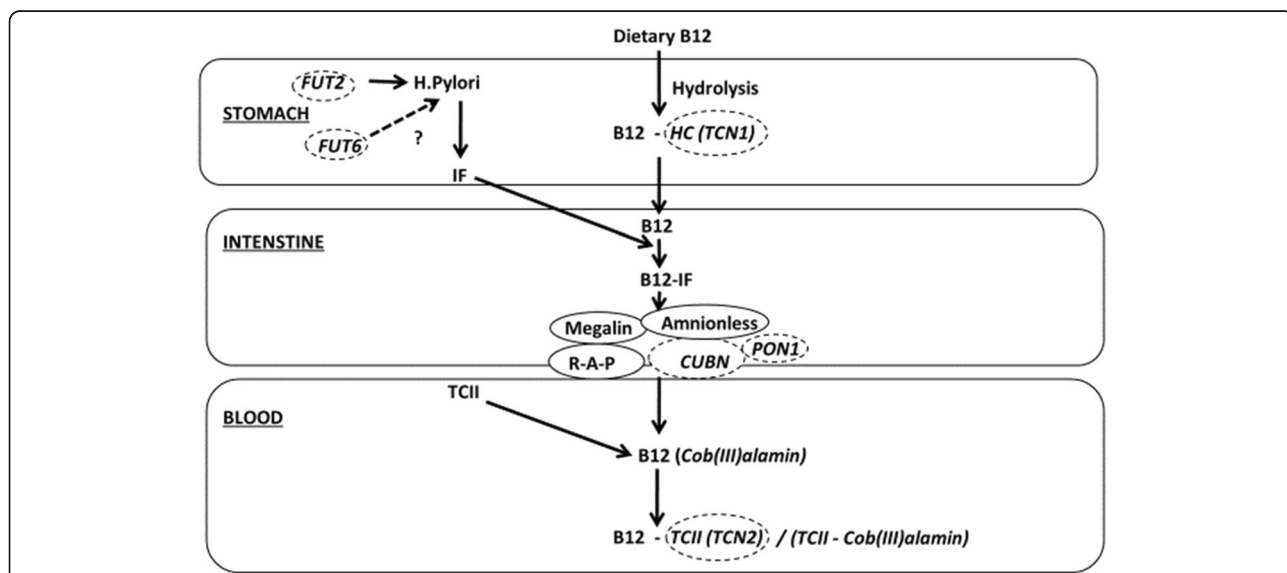 Dietary B12
FUT2
H.Pylori
Hydrolysis
STOMACH
B12 - HC (TCN1)
FUT6
?
IF
B12
INTENSTINE
B12-IF
Megalin
Amnionless
PON1
R-A-P
CUBN
TCII
BLOOD
B12 (Cob(III)alamin)
B12 - TCII (TCN2) / (TCII - Cob(III)alamin)